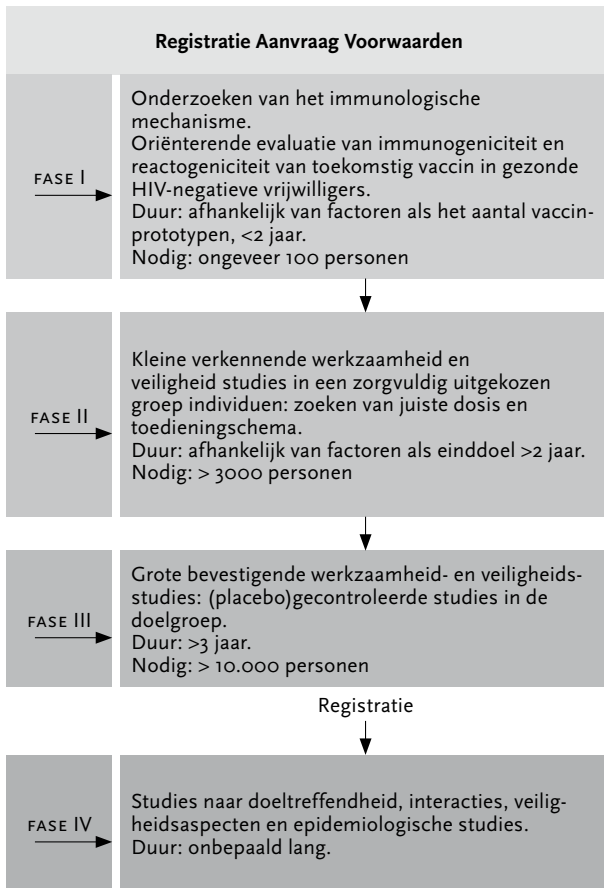 Registratie Aanvraag Voorwaarden
FASE I
Onderzoeken van het immunologische
mechanisme.
Oriënterende evaluatie van immunogeniciteit en
reactogeniciteit van toekomstig vaccin in gezonde
HIV-negatieve vrijwilligers.
Duur: afhankelijk van factoren als het aantal vaccin-
prototypen, <2 jaar.
Nodig: ongeveer 100 personen
FASE II
Kleine verkennende werkzaamheid en
veiligheid studies in een zorgvuldig uitgekozen
groep individuen: zoeken van juiste dosis en
toedieningschema.
Duur: afhankelijk van factoren als einddoel >2 jaar.
Nodig: > 3000 personen
FASE III
Grote bevestigende werkzaamheid- en veiligheids-
studies: (placebo)gecontroleerde studies in de
doelgroep.
Duur: >3 jaar.
Nodig: > 10.000 personen
Registratie
FASE IV
Studies naar doeltreffendheid, interacties, veilig-
heidsaspecten en epidemiologische studies.
Duur: onbepaald lang.